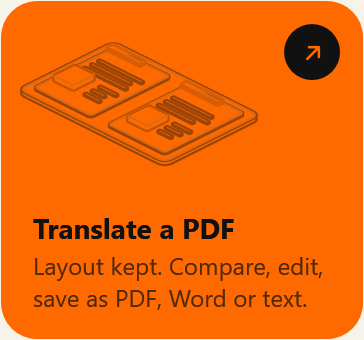 Translate a PDF
Layout kept. Compare, edit,
save as PDF, Word or text.